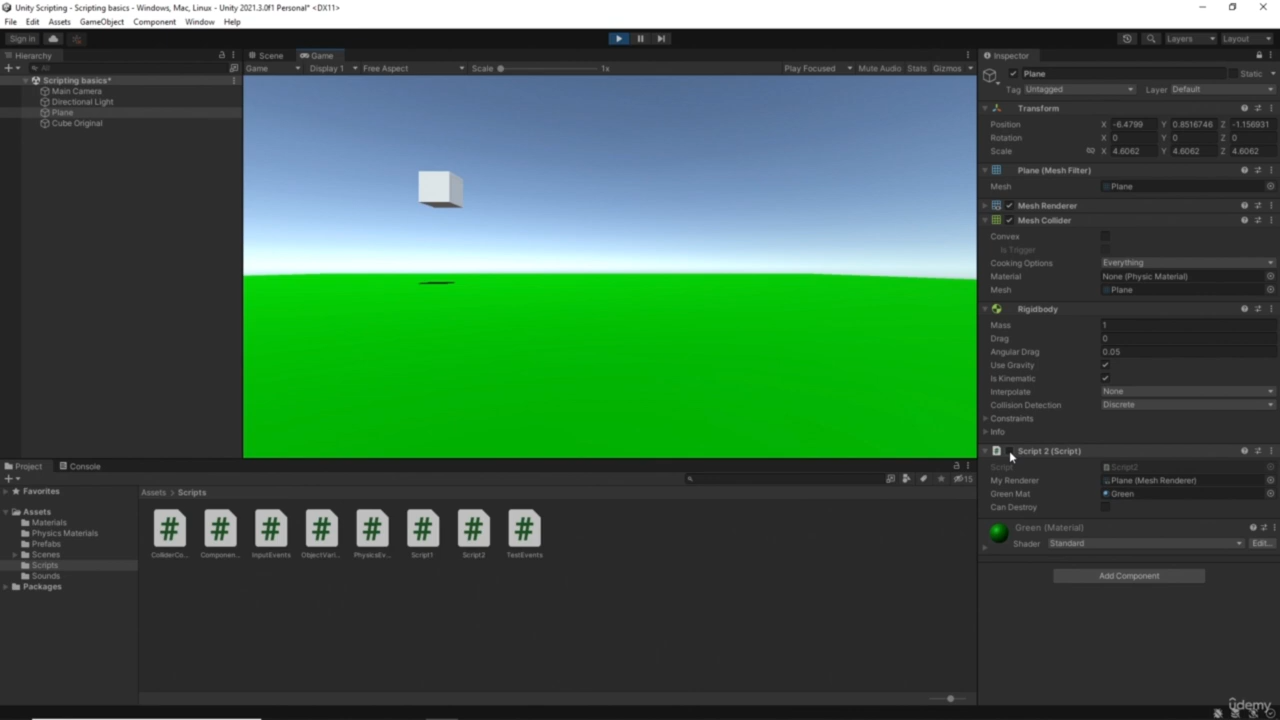 Unity Scripting - Scripting basics - Windows, Mac, Linux - Unity 2021.3.0f1 Personal* <DX11>
File Edit Assets GameObject Component Window Help
Sign in
Layers Layout
Hierarchy
All
Scripting basics*
Main Camera
Directional Light
Plane
Cube Original
Scene Game
Game Display 1 Free Aspect Scale 1x Play Focused Mute Audio Stats Gizmos
Inspector
Plane Static
Tag Untagged Layer Default
Transform
Position X -6.4799 Y 0.8516746 Z -1.156931
Rotation X 0 Y 0 Z 0
Scale X 4.6062 Y 4.6062 Z 4.6062
Plane (Mesh Filter)
Mesh Plane
Mesh Renderer
Mesh Collider
Convex
Is Trigger
Cooking Options Everything
Material None (Physic Material)
Mesh Plane
Rigidbody
Mass 1
Drag 0
Angular Drag 0.05
Use Gravity
Is Kinematic
Interpolate None
Collision Detection Discrete
Constraints
Info
Script 2 (Script)
Script Script2
My Renderer Plane (Mesh Renderer)
Green Mat Green
Can Destroy
Green (Material)
Shader Standard Edit...
Add Component
Project Console
15
Favorites
Assets
Materials
Physics Materials
Prefabs
Scenes
Scripts
Sounds
Packages
Assets > Scripts
ColliderCo... Componen... InputEvents ObjectVari... PhysicsEv... Script1 Script2 TestEvents
udemy